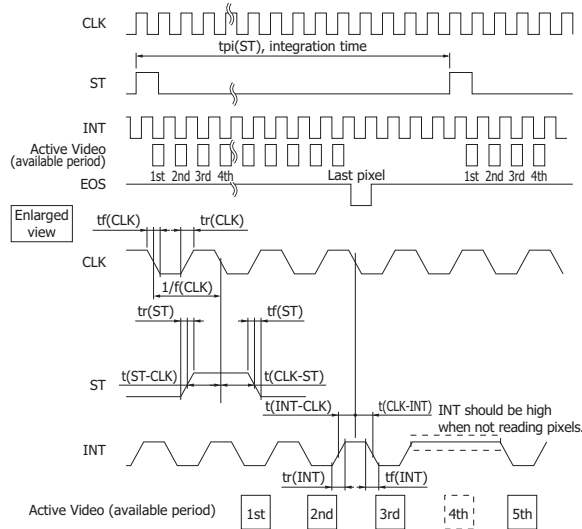 CLK
tpi(ST), integration time
ST
INT
Active Video
(available period)
1st 2nd 3rd 4th Last pixel 1st 2nd 3rd 4th
EOS
Enlarged
view
tf(CLK) tr(CLK)
CLK
1/f(CLK)
tr(ST) tf(ST)
t(ST-CLK) t(CLK-ST)
ST
t(INT-CLK) t(CLK-INT) INT should be high
when not reading pixels.
INT
tr(INT) tf(INT)
Active Video (available period) 1st 2nd 3rd 4th 5th